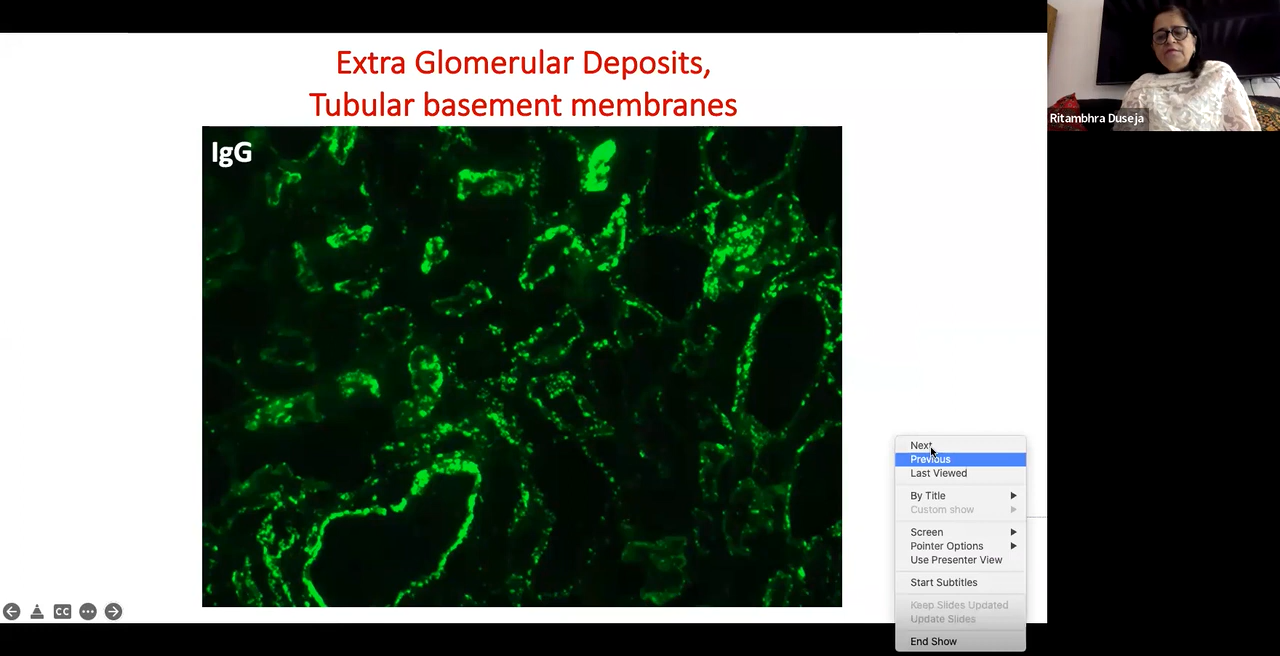 Extra Glomerular Deposits,
Tubular basement membranes
IgG
Ritambhra Duseja
Next
Previous
Last Viewed
By Title
Custom show
Screen
Pointer Options
Use Presenter View
Start Subtitles
Keep Slides Updated
Update Slides
End Show
CC